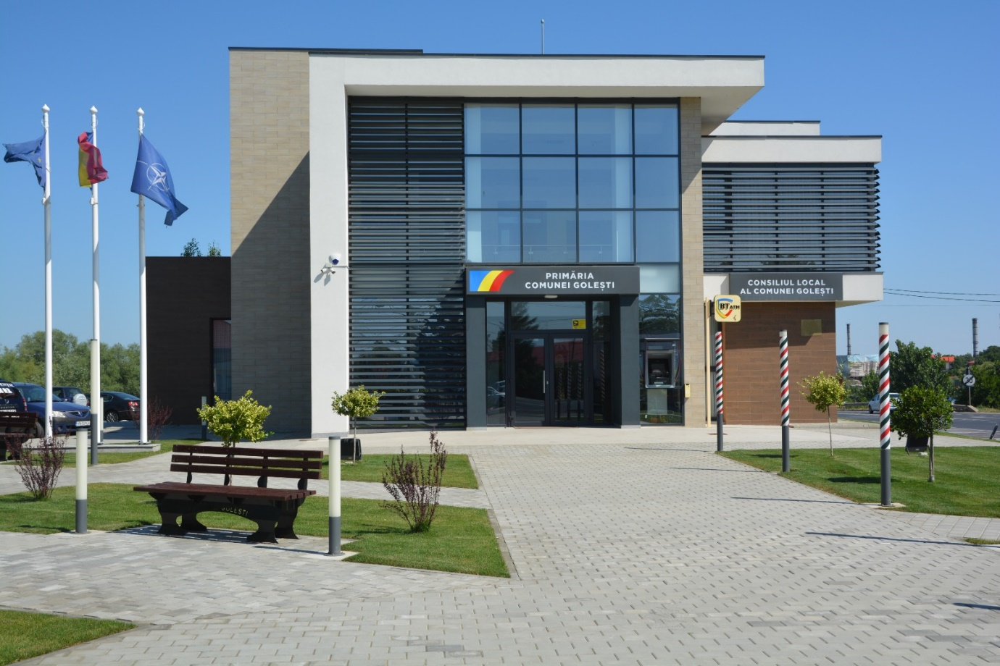 PRIMĂRIA
COMUNEI GOLEȘTI
CONSILIUL LOCAL
AL COMUNEI GOLEȘTI
BT ATM
GOLEȘTI